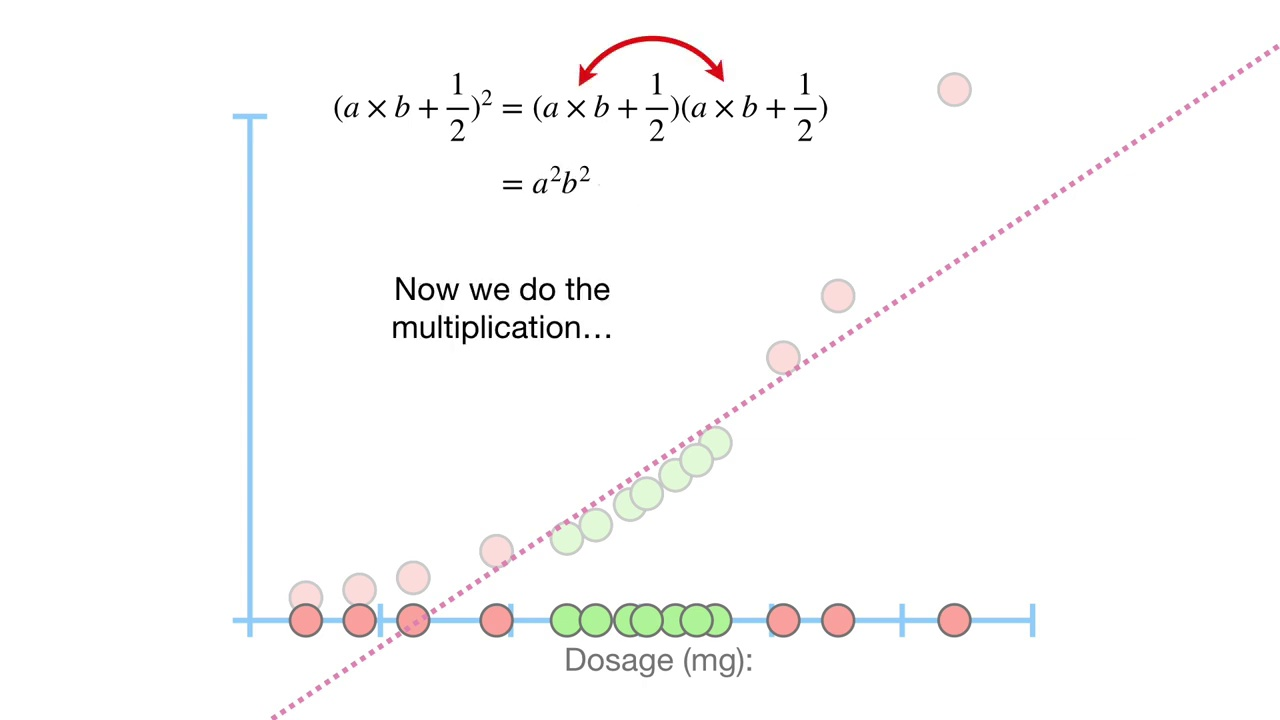 (a × b + 1/2)² = (a × b + 1/2)(a × b + 1/2)
= a²b²
Now we do the
multiplication…
Dosage (mg):